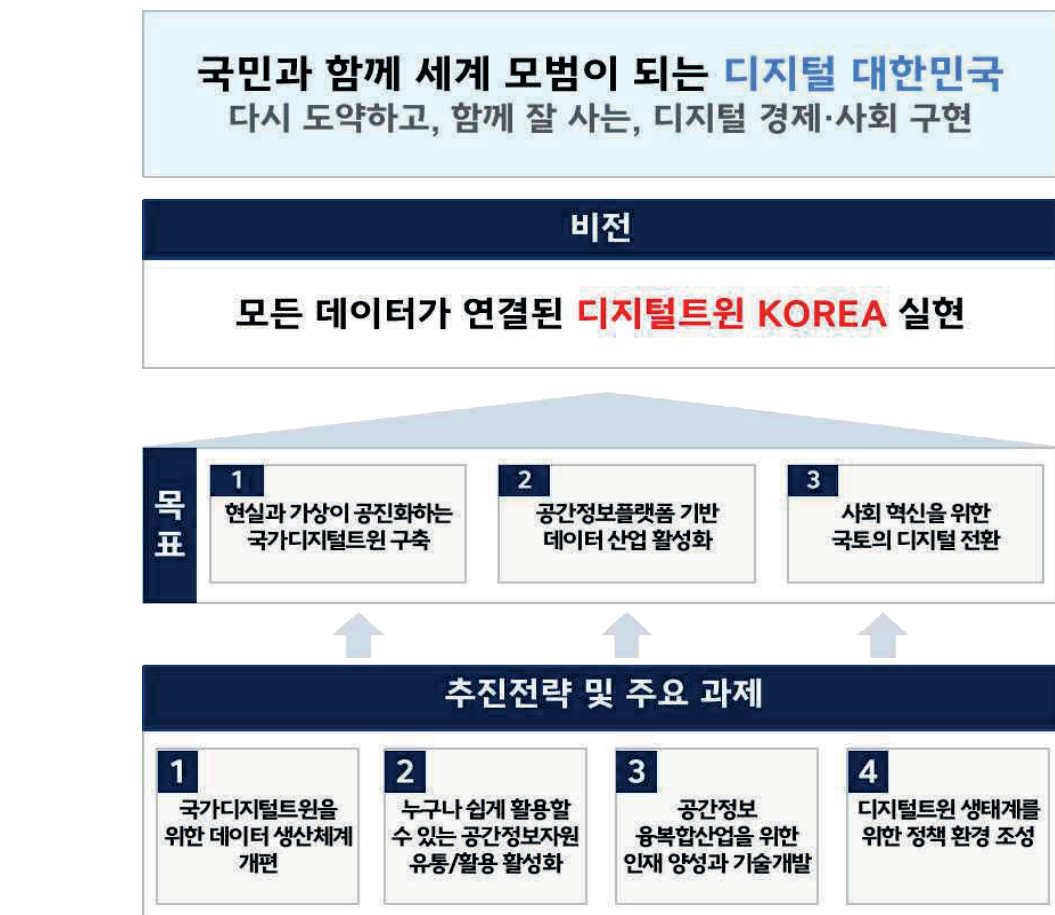 국민과 함께 세계 모범이 되는 디지털 대한민국
다시 도약하고, 함께 잘 사는, 디지털 경제·사회 구현
비전
모든 데이터가 연결된 디지털트윈 KOREA 실현
목표
1
현실과 가상이 공진화하는
국가디지털트윈 구축
2
공간정보플랫폼 기반
데이터 산업 활성화
3
사회 혁신을 위한
국토의 디지털 전환
추진전략 및 주요 과제
1
국가디지털트윈을
위한 데이터 생산체계
개편
2
누구나 쉽게 활용할
수 있는 공간정보자원
유통/활용 활성화
3
공간정보
융복합산업을 위한
인재 양성과 기술개발
4
디지털트윈 생태계를
위한 정책 환경 조성